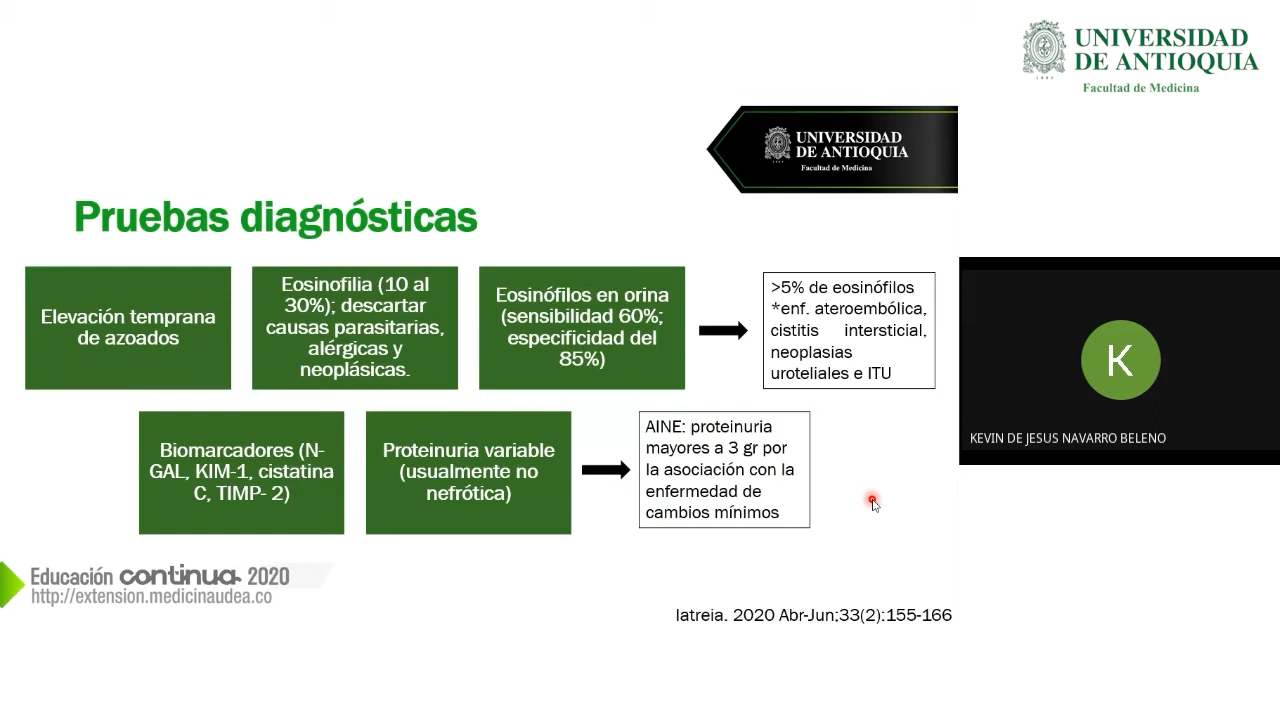 UNIVERSIDAD
DE ANTIOQUIA
1803
Facultad de Medicina
UNIVERSIDAD
DE ANTIOQUIA
Facultad de Medicina
Pruebas diagnósticas
Elevación temprana
de azoados
Eosinofilia (10 al
30%); descartar
causas parasitarias,
alérgicas y
neoplásicas.
Eosinófilos en orina
(sensibilidad 60%;
especificidad del
85%)
>5% de eosinófilos
*enf. ateroembólica,
cistitis intersticial,
neoplasias
uroteliales e ITU
Biomarcadores (N-
GAL, KIM-1, cistatina
C, TIMP- 2)
Proteinuria variable
(usualmente no
nefrótica)
AINE: proteinuria
mayores a 3 gr por
la asociación con la
enfermedad de
cambios mínimos
K
KEVIN DE JESUS NAVARRO BELENO
Educación continua 2020
http://extension.medicinaudea.co
Iatreia. 2020 Abr-Jun;33(2):155-166